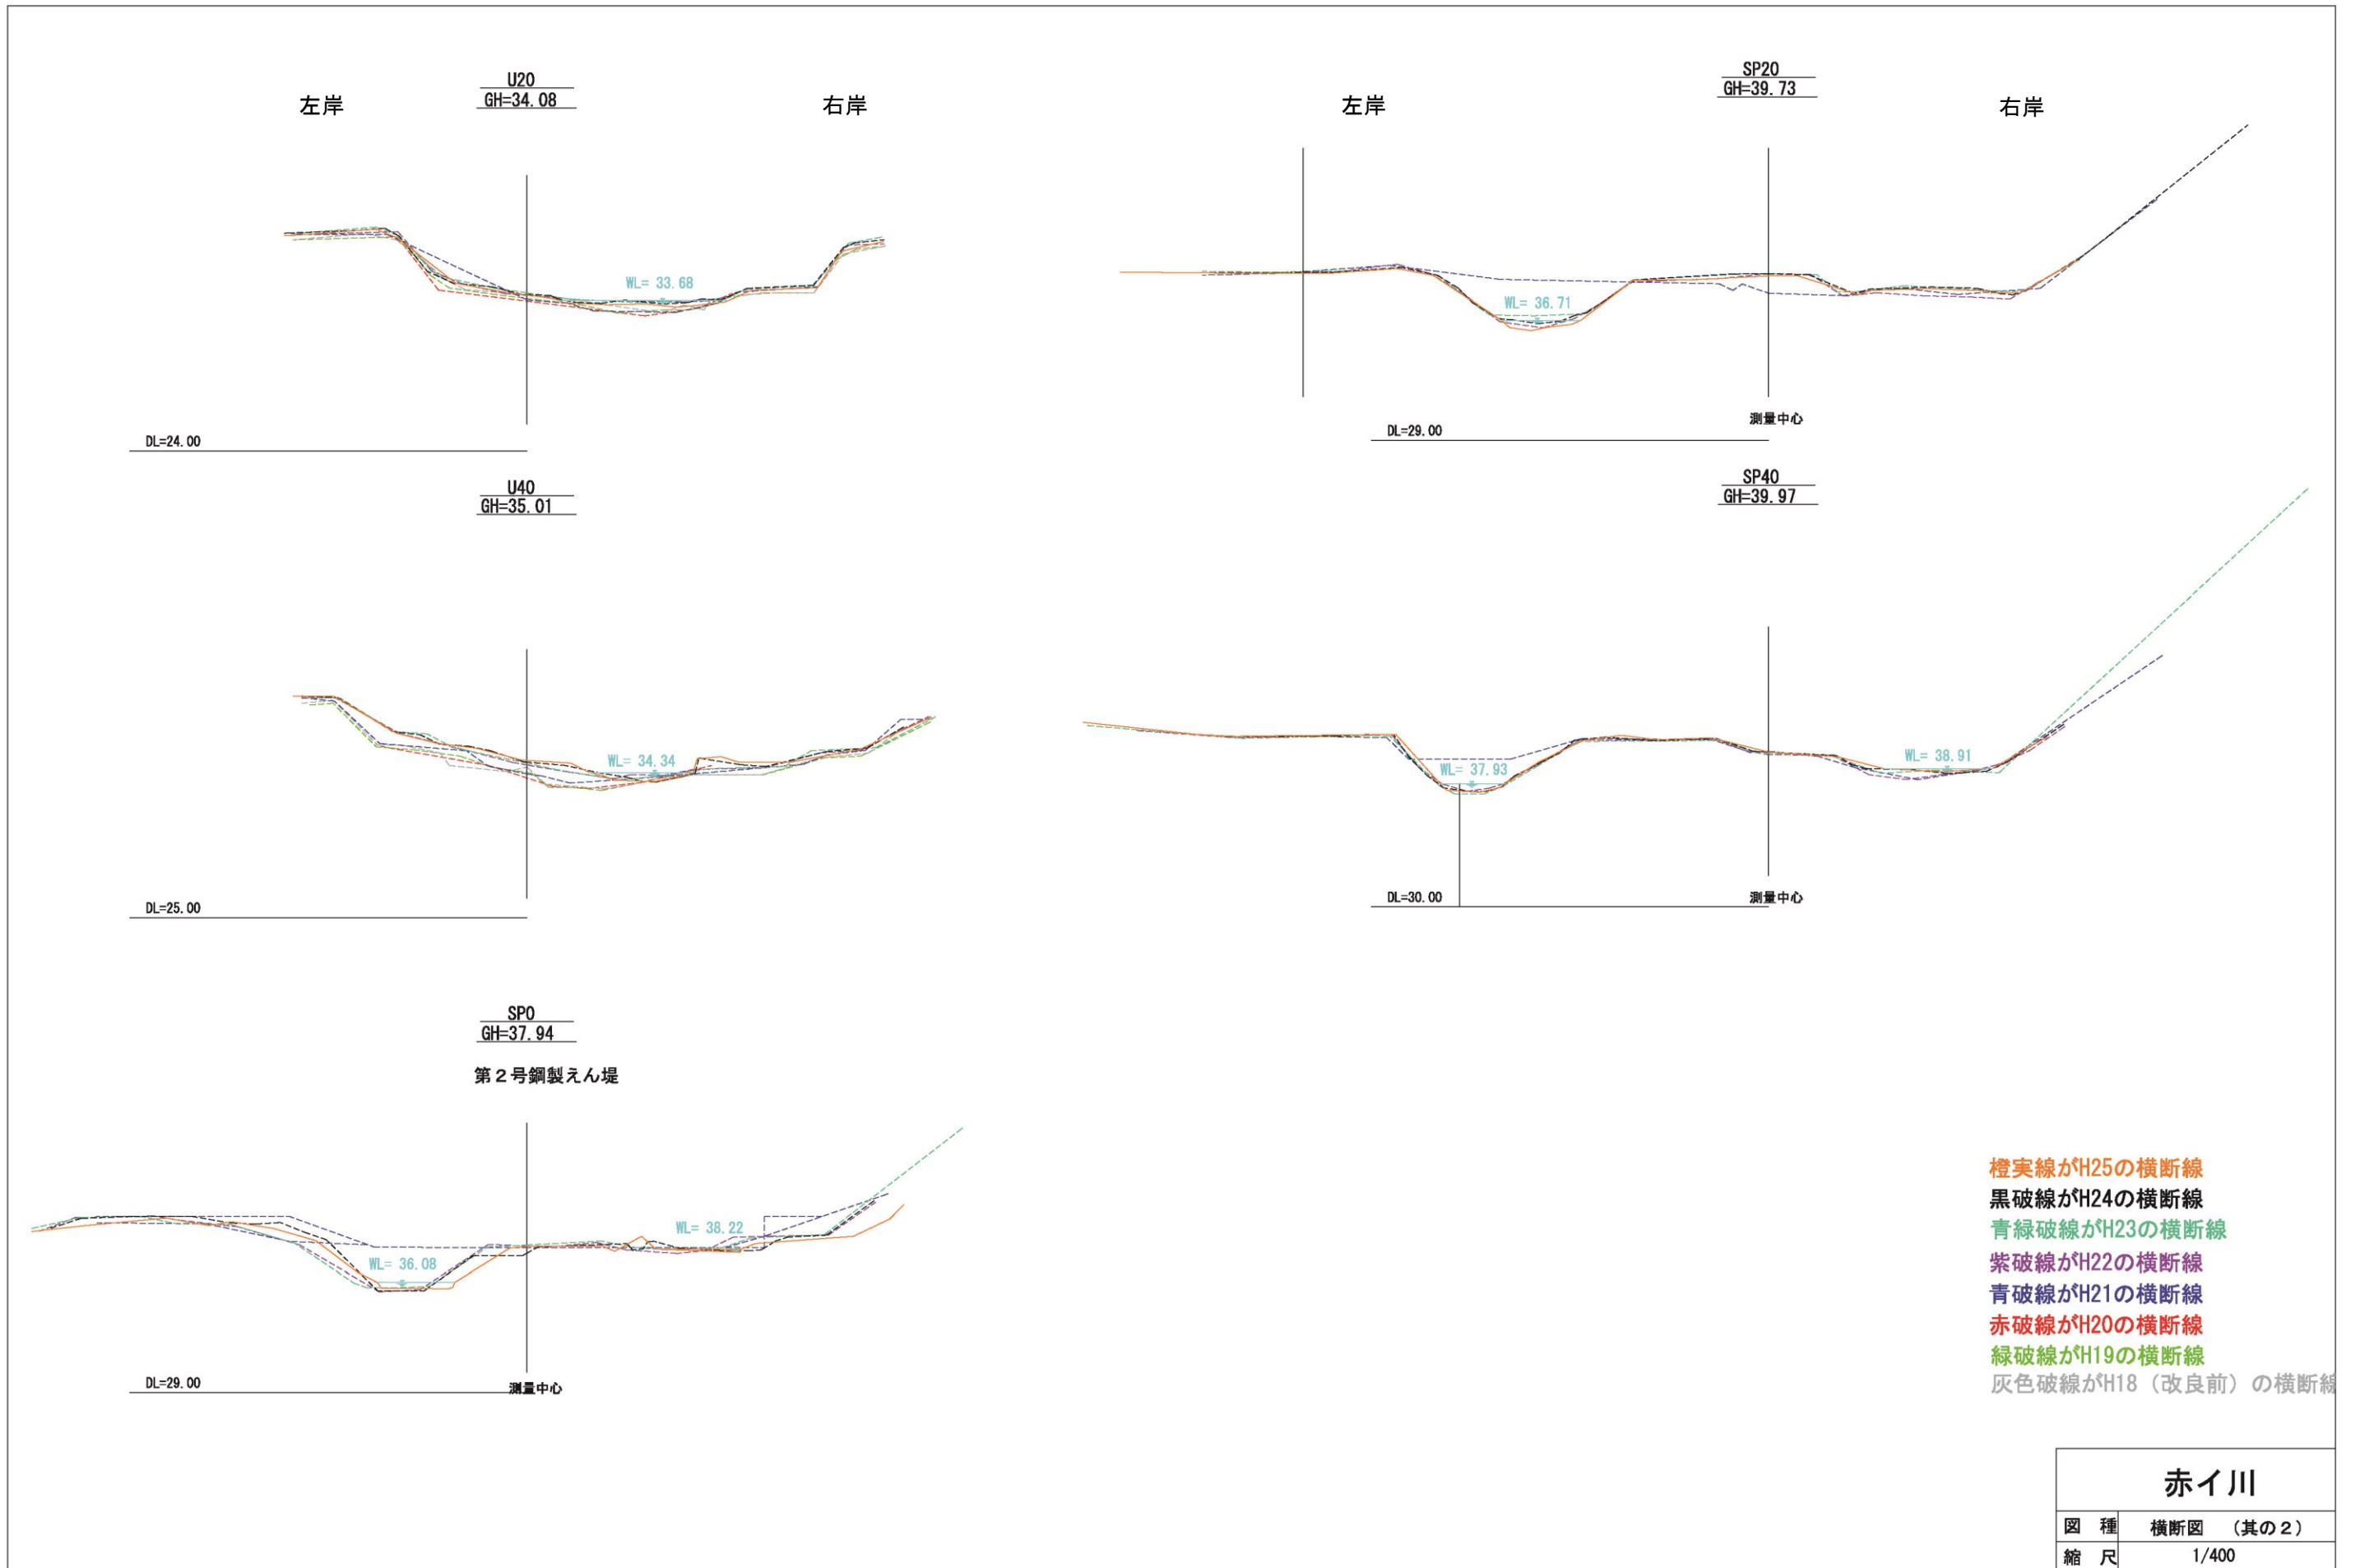 U20
GH=34.08
左岸
右岸
WL= 33.68
DL=24.00
U40
GH=35.01
WL= 34.34
DL=25.00
SP0
GH=37.94
第２号鋼製えん堤
WL= 38.22
WL= 36.08
DL=29.00
測量中心
SP20
GH=39.73
左岸
右岸
WL= 36.71
測量中心
DL=29.00
SP40
GH=39.97
WL= 38.91
WL= 37.93
DL=30.00
測量中心
橙実線がH25の横断線
黒破線がH24の横断線
青緑破線がH23の横断線
紫破線がH22の横断線
青破線がH21の横断線
赤破線がH20の横断線
緑破線がH19の横断線
灰色破線がH18（改良前）の横断線
赤イ川
図 種 横断図 （其の２）
縮 尺 1/400